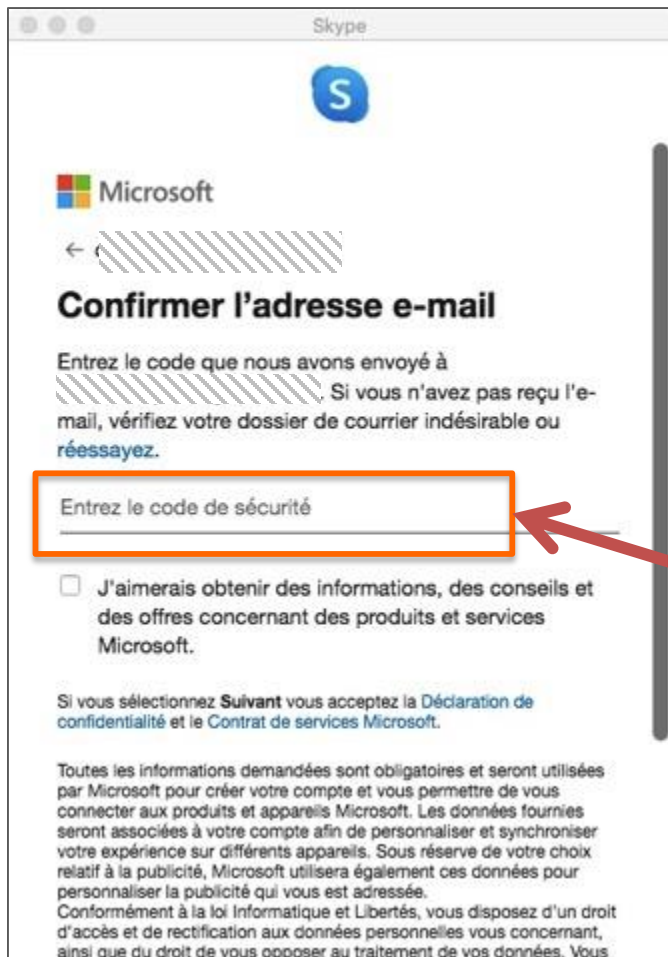 Skype
S
Microsoft
←
Confirmer l'adresse e-mail
Entrez le code que nous avons envoyé à
. Si vous n'avez pas reçu l'e-
mail, vérifiez votre dossier de courrier indésirable ou
réessayez.
Entrez le code de sécurité
J'aimerais obtenir des informations, des conseils et
des offres concernant des produits et services
Microsoft.
Si vous sélectionnez Suivant vous acceptez la Déclaration de
confidentialité et le Contrat de services Microsoft.
Toutes les informations demandées sont obligatoires et seront utilisées
par Microsoft pour créer votre compte et vous permettre de vous
connecter aux produits et appareils Microsoft. Les données fournies
seront associées à votre compte afin de personnaliser et synchroniser
votre expérience sur différents appareils. Sous réserve de votre choix
relatif à la publicité, Microsoft utilisera également ces données pour
personnaliser la publicité qui vous est adressée.
Conformément à la loi Informatique et Libertés, vous disposez d'un droit
d'accès et de rectification aux données personnelles vous concernant,
ainsi que du droit de vous opposer au traitement de vos données. Vous